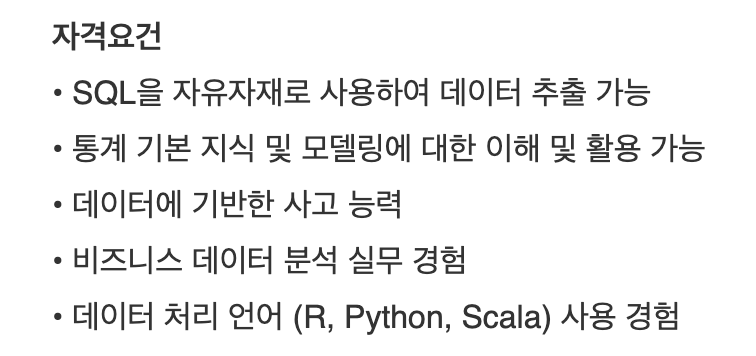 자격요건
• SQL을 자유자재로 사용하여 데이터 추출 가능
• 통계 기본 지식 및 모델링에 대한 이해 및 활용 가능
• 데이터에 기반한 사고 능력
• 비즈니스 데이터 분석 실무 경험
• 데이터 처리 언어 (R, Python, Scala) 사용 경험